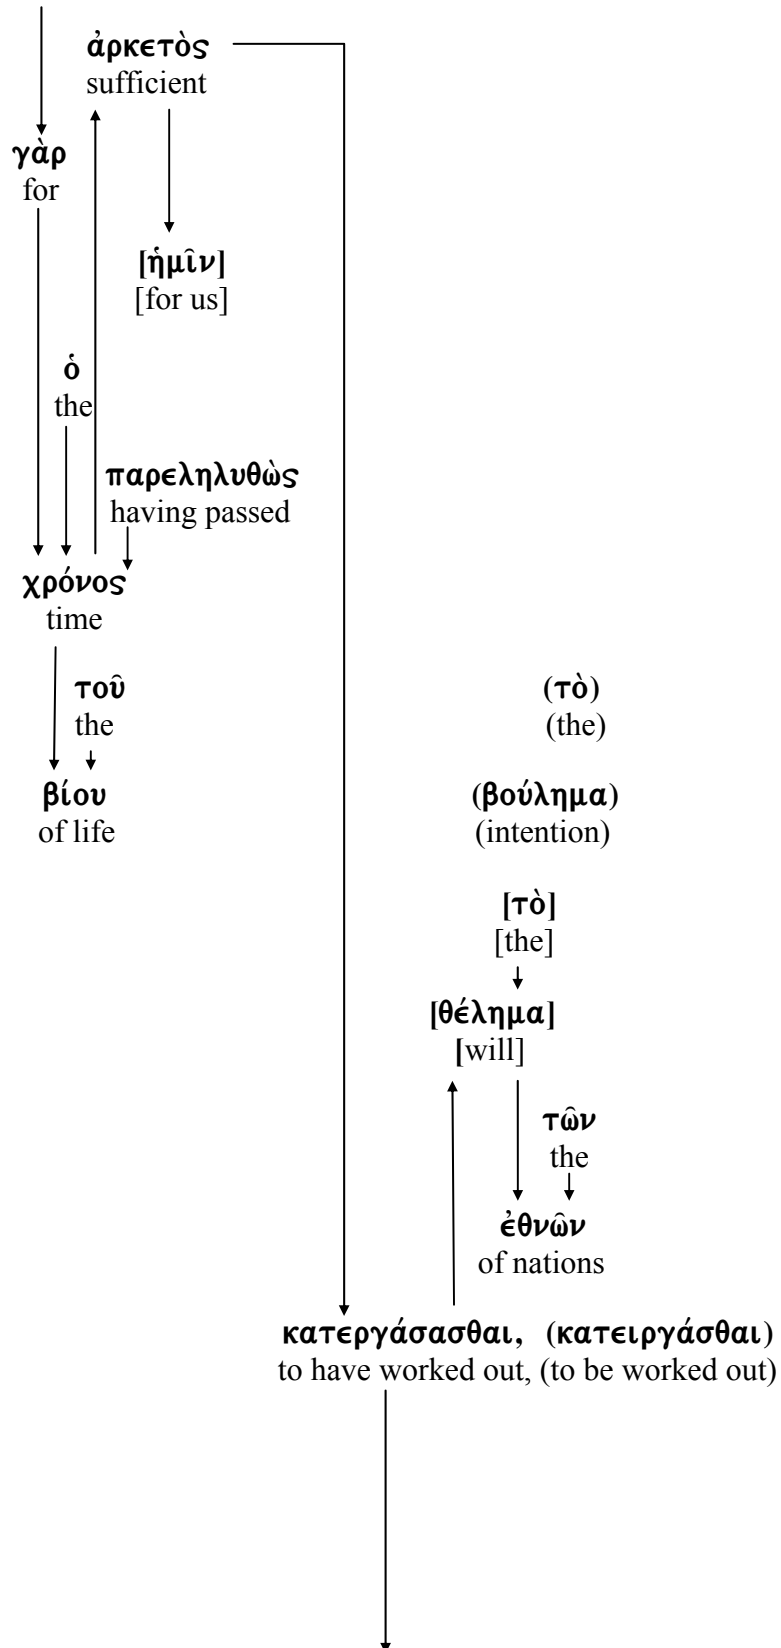 ἀρκετὸς
sufficient
γὰρ
for
[ἡμῖν]
[for us]
ὁ
the
παρεληλυθὼς
having passed
χρόνος
time
τοῦ
the
βίου
of life
(τὸ)
(the)
(βούλημα)
(intention)
[τὸ]
[the]
[θέλημα]
[will]
τῶν
the
ἐθνῶν
of nations
κατεργάσασθαι, (κατειργάσθαι)
to have worked out, (to be worked out)